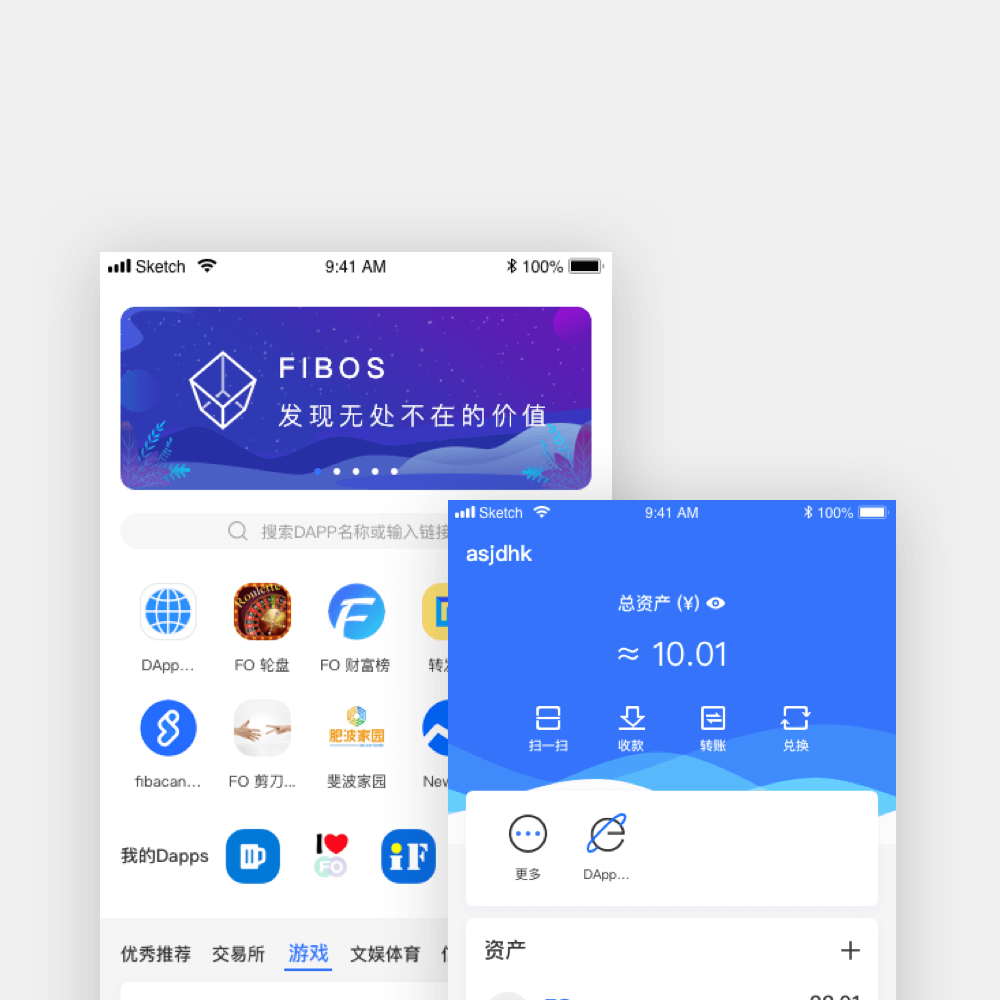 Sketch 9:41 AM 100%
FIBOS
发现无处不在的价值
搜索DAPP名称或输入链接
DApp...
FO 轮盘
FO 财富榜
Roulette
fibacan...
FO 剪刀...
斐波家园
肥波家园
New
我的Dapps
I
FO
iF
优秀推荐 交易所 游戏 文娱体育
Sketch 9:41 AM 100%
asjdhk
总资产 (¥)
≈ 10.01
扫一扫 收款 转账 兑换
更多 DApp...
资产